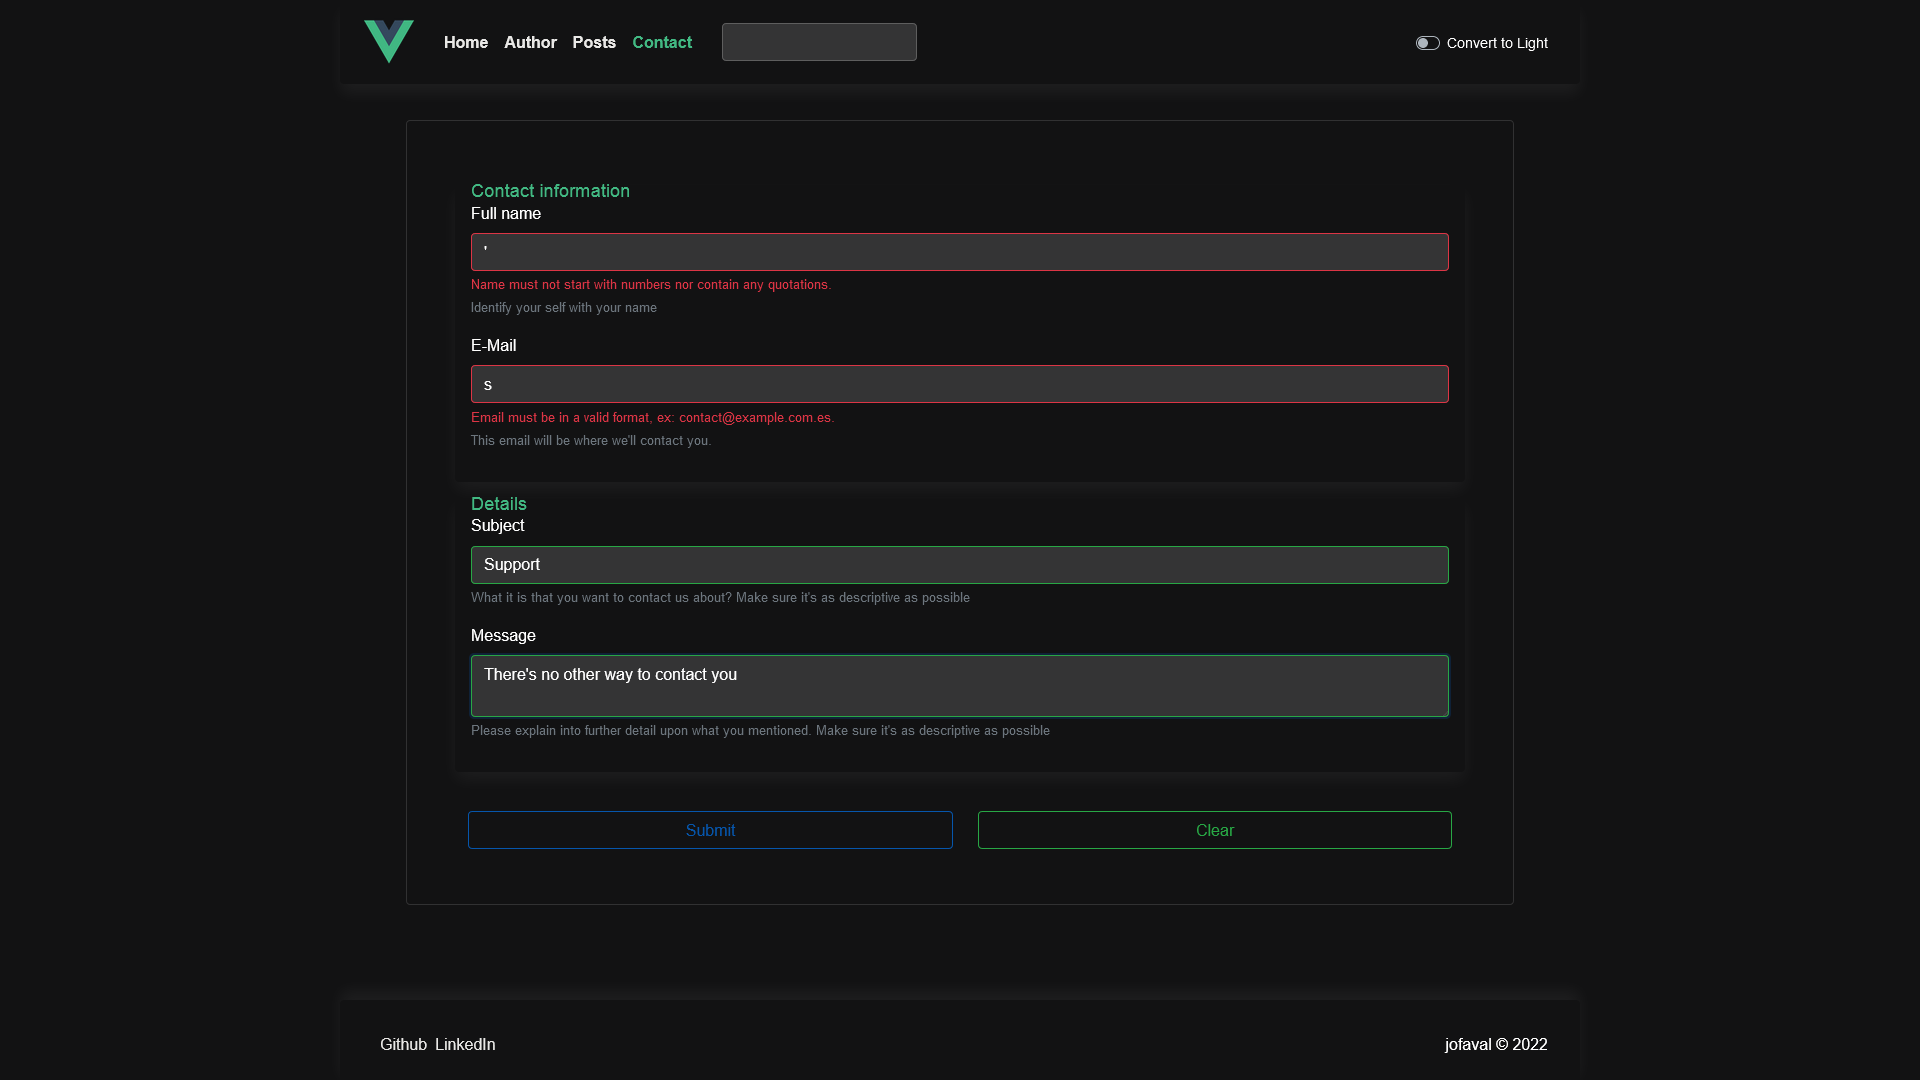 Home Author Posts Contact
Convert to Light
Contact information
Full name
'
Name must not start with numbers nor contain any quotations.
Identify your self with your name
E-Mail
s
Email must be in a valid format, ex: contact@example.com.es.
This email will be where we'll contact you.
Details
Subject
Support
What it is that you want to contact us about? Make sure it's as descriptive as possible
Message
There's no other way to contact you
Please explain into further detail upon what you mentioned. Make sure it's as descriptive as possible
Submit
Clear
Github LinkedIn
jofaval © 2022